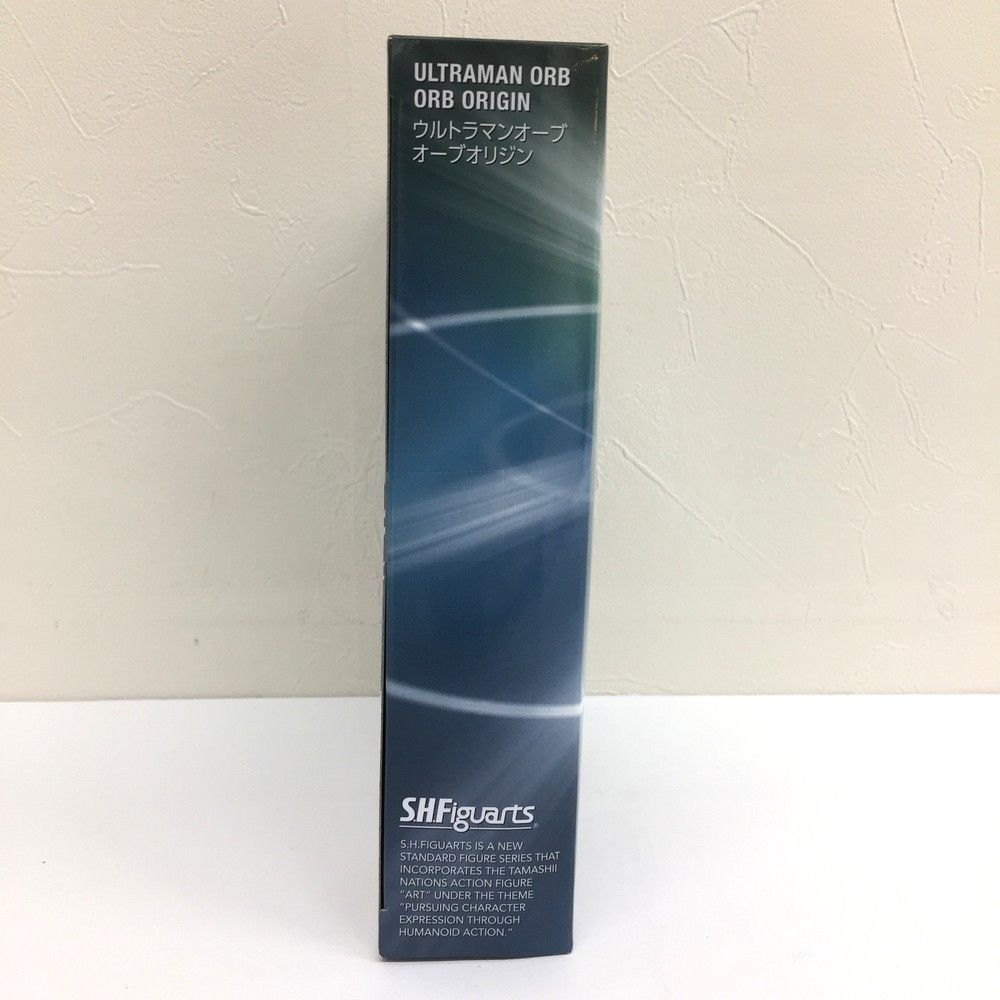 ULTRAMAN ORB
ORB ORIGIN
ウルトラマンオーブ
オーブオリジン
S.H.Figuarts®
S.H.FIGUARTS IS A NEW
STANDARD FIGURE SERIES THAT
INCORPORATES THE TAMASHII
NATIONS ACTION FIGURE
"ART" UNDER THE THEME
"PURSUING CHARACTER
EXPRESSION THROUGH
HUMANOID ACTION."